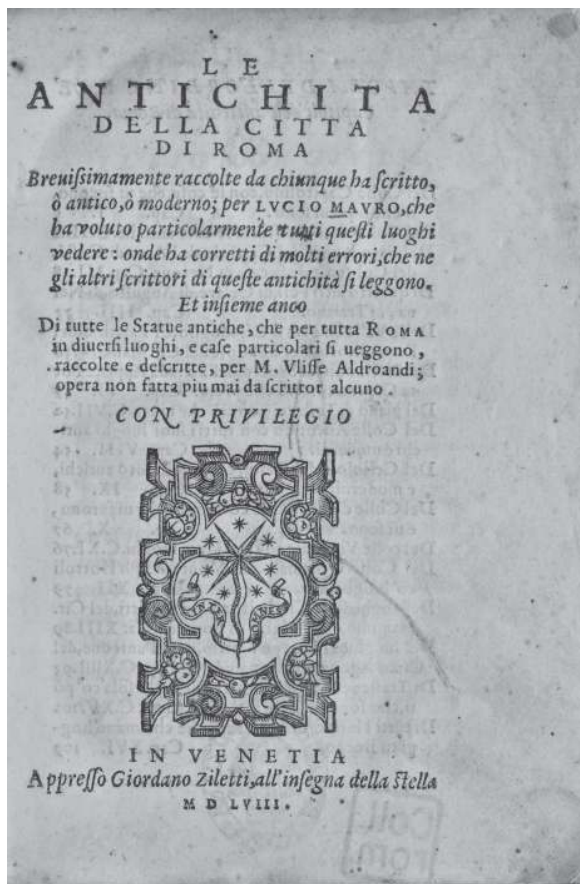 LE
ANTICHITA
DELLA CITTA
DI ROMA
Breuiſsimamente raccolte da chiunque ha ſcritto,
ò antico, ò moderno; per LVCIO MAVRO, che
ha voluto particolarmente tutti queſti luoghi
vedere: onde ha corretti di molti errori, che ne
gli altri ſcrittori di queſte antichità ſi leggono.
Et inſieme anco
Di tutte le Statue antiche, che per tutta ROMA
in diuerſi luoghi, e caſe particolari ſi ueggono,
raccolte e deſcritte, per M. Vliſſe Aldroandi;
opera non fatta piu mai da ſcrittor alcuno.
CON PRIVILEGIO
IN VENETIA
Appreſſo Giordano Ziletti, all'inſegna della ſtella
M D LVIII.